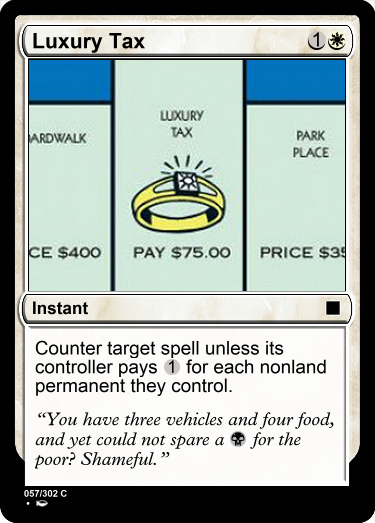 Luxury Tax 1
LUXURY
TAX
ARDWALK
PARK
PLACE
CE $400
PAY $75.00
PRICE $35
Instant
Counter target spell unless its
controller pays 1 for each nonland
permanent they control.
“You have three vehicles and four food,
and yet could not spare a for the
poor? Shameful.”
057/302 C